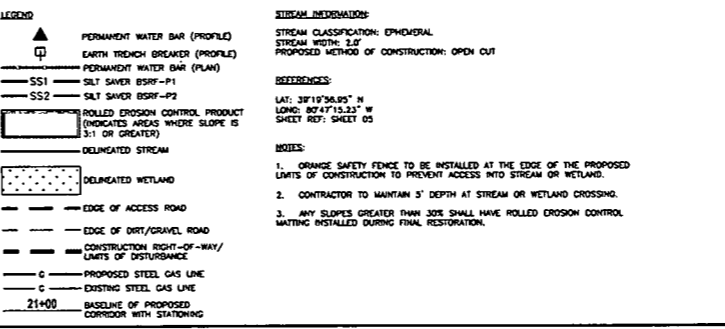 LEGEND
PERMANENT WATER BAR (PROFILE)
EARTH TRENCH BREAKER (PROFILE)
PERMANENT WATER BAR (PLAN)
SS1 SILT SAVER BSRF-P1
SS2 SILT SAVER BSRF-P2
ROLLED EROSION CONTROL PRODUCT
(INDICATES AREAS WHERE SLOPE IS
3:1 OR GREATER)
DELINEATED STREAM
DELINEATED WETLAND
EDGE OF ACCESS ROAD
EDGE OF DIRT/GRAVEL ROAD
CONSTRUCTION RIGHT-OF-WAY/
LIMITS OF DISTURBANCE
G PROPOSED STEEL GAS LINE
G EXISTING STEEL GAS LINE
21+00 BASELINE OF PROPOSED
CORRIDOR WITH STATIONING
STREAM INFORMATION:
STREAM CLASSIFICATION: EPHEMERAL
STREAM WIDTH: 2.0'
PROPOSED METHOD OF CONSTRUCTION: OPEN CUT
REFERENCES:
LAT: 39°19'56.95" N
LONG: 80°47'15.23" W
SHEET REF: SHEET 05
NOTES:
1. ORANGE SAFETY FENCE TO BE INSTALLED AT THE EDGE OF THE PROPOSED
LIMITS OF CONSTRUCTION TO PREVENT ACCESS INTO STREAM OR WETLAND.
2. CONTRACTOR TO MAINTAIN 5' DEPTH AT STREAM OR WETLAND CROSSING.
3. ANY SLOPES GREATER THAN 30% SHALL HAVE ROLLED EROSION CONTROL
MATTING INSTALLED DURING FINAL RESTORATION.